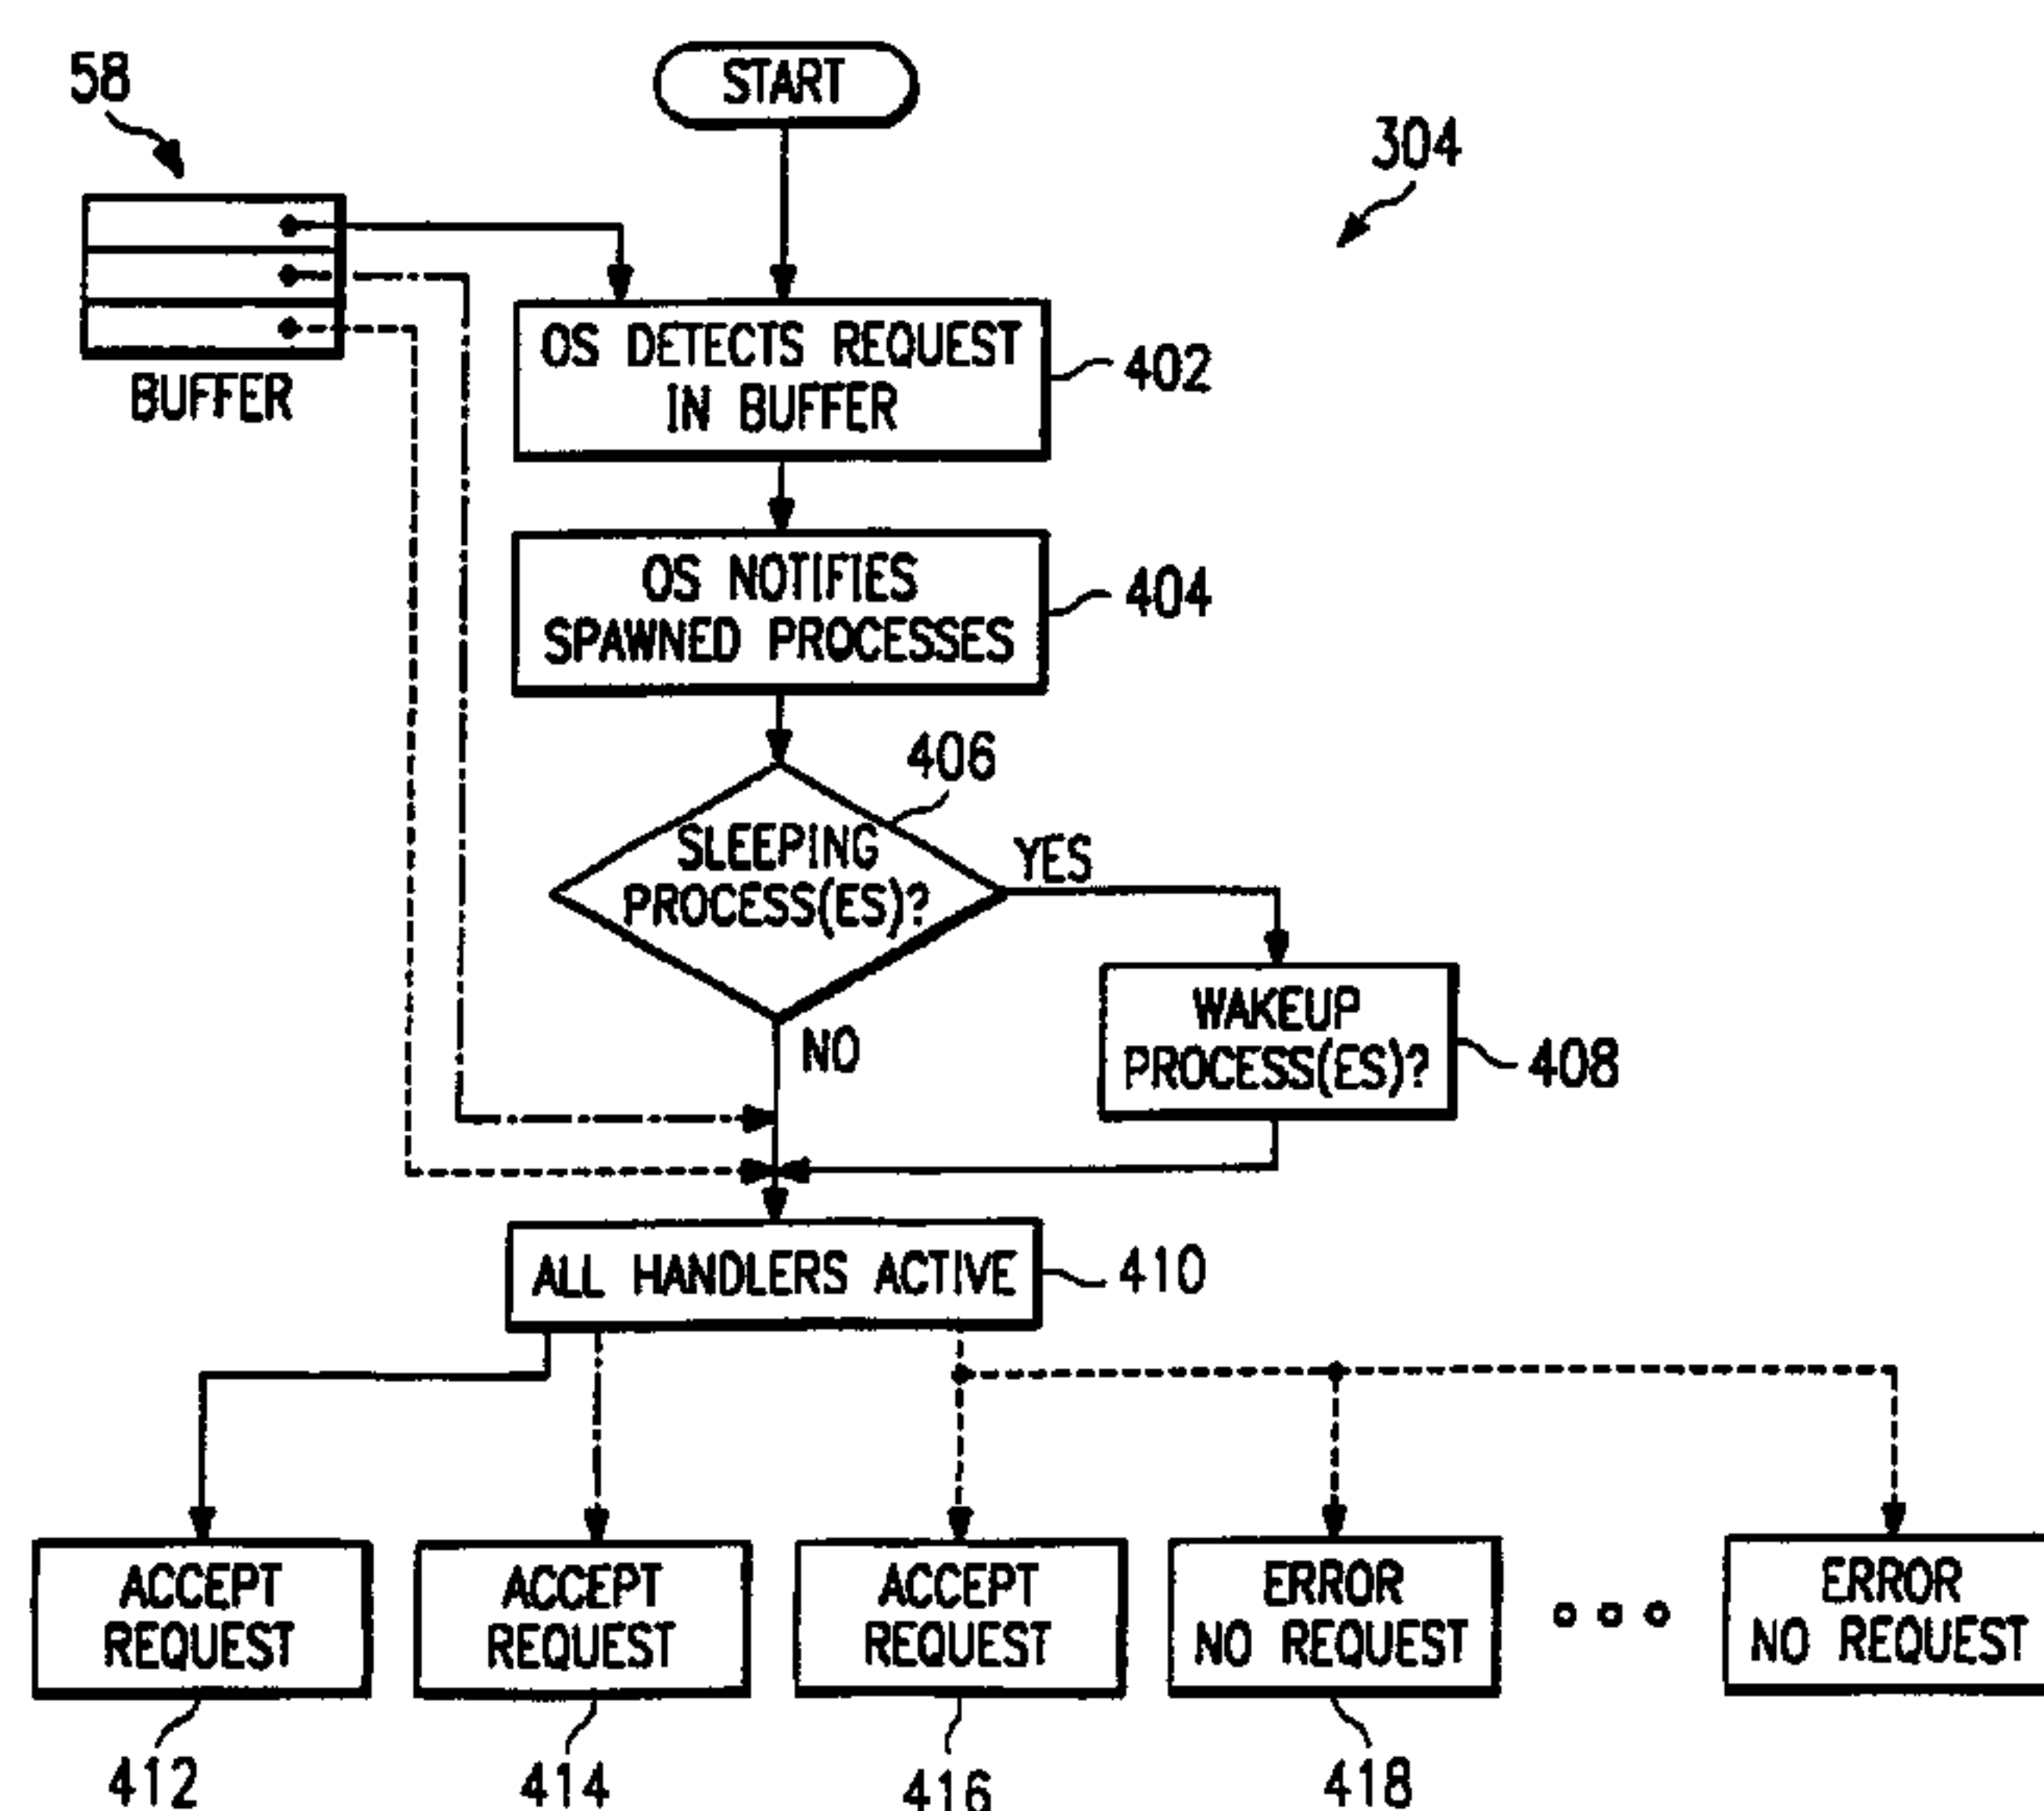 58
START
304
BUFFER
OS DETECTS REQUEST
IN BUFFER
402
OS NOTIFIES
SPAWNED PROCESSES
404
406
SLEEPING
PROCESS(ES)?
YES
NO
WAKEUP
PROCESS(ES)?
408
ALL HANDLERS ACTIVE
410
ACCEPT
REQUEST
ACCEPT
REQUEST
ACCEPT
REQUEST
ERROR
NO REQUEST
ERROR
NO REQUEST
412
414
416
418